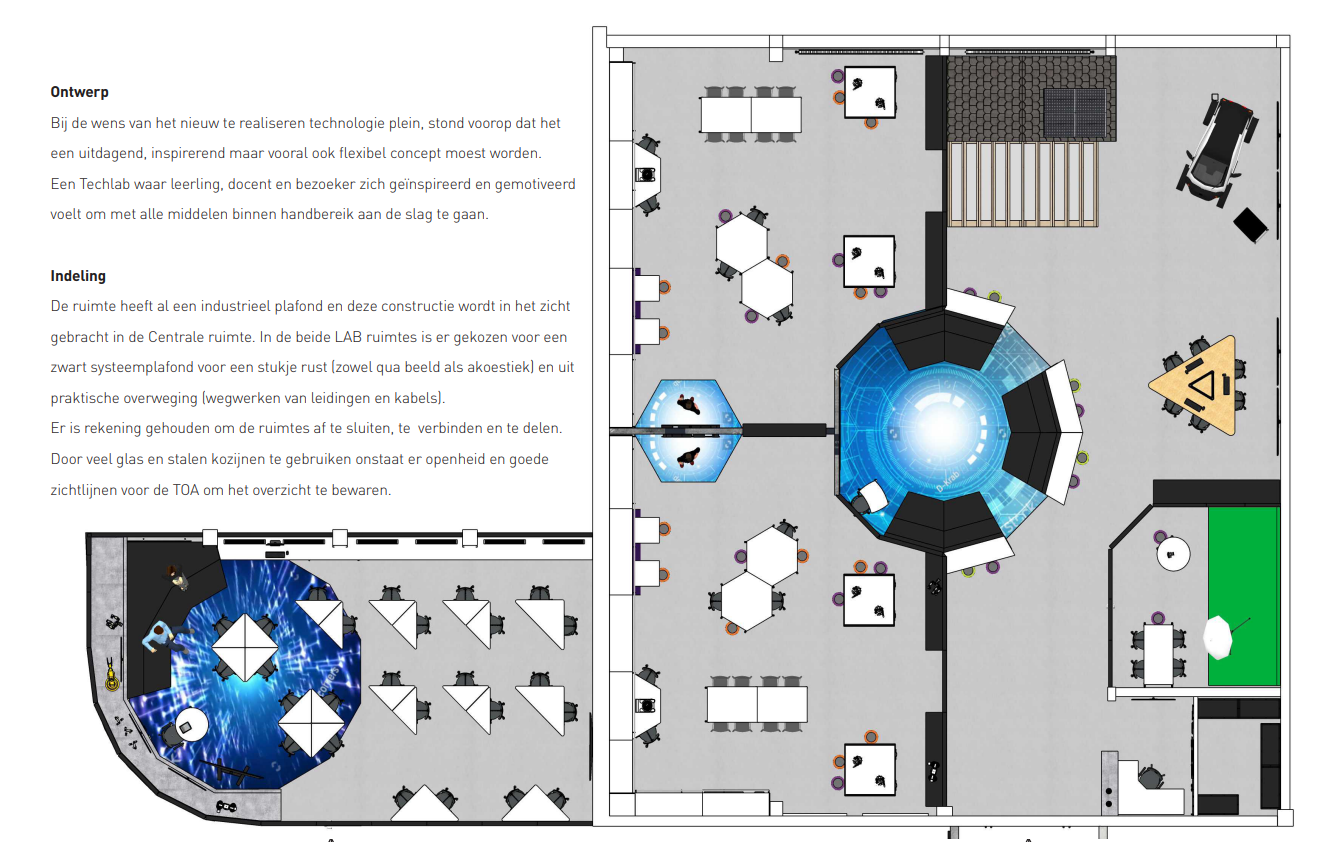 Ontwerp
Bij de wens van het nieuw te realiseren technologie plein, stond voorop dat het
een uitdagend, inspirerend maar vooral ook flexibel concept moest worden.
Een Techlab waar leerling, docent en bezoeker zich geïnspireerd en gemotiveerd
voelt om met alle middelen binnen handbereik aan de slag te gaan.
Indeling
De ruimte heeft al een industrieel plafond en deze constructie wordt in het zicht
gebracht in de Centrale ruimte. In de beide LAB ruimtes is er gekozen voor een
zwart systeemplafond voor een stukje rust (zowel qua beeld als akoestiek) en uit
praktische overweging (wegwerken van leidingen en kabels).
Er is rekening gehouden om de ruimtes af te sluiten, te  verbinden en te delen.
Door veel glas en stalen kozijnen te gebruiken onstaat er openheid en goede
zichtlijnen voor de TOA om het overzicht te bewaren.